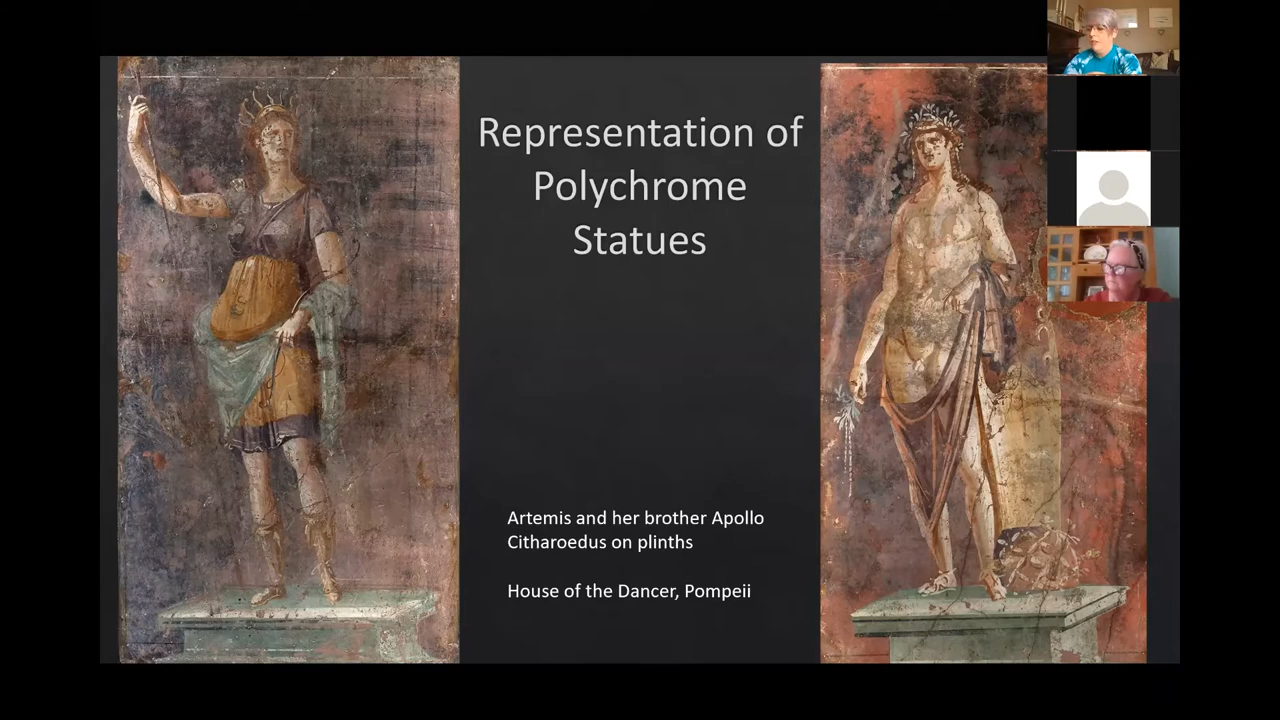 Representation of
Polychrome
Statues
Artemis and her brother Apollo
Citharoedus on plinths
House of the Dancer, Pompeii